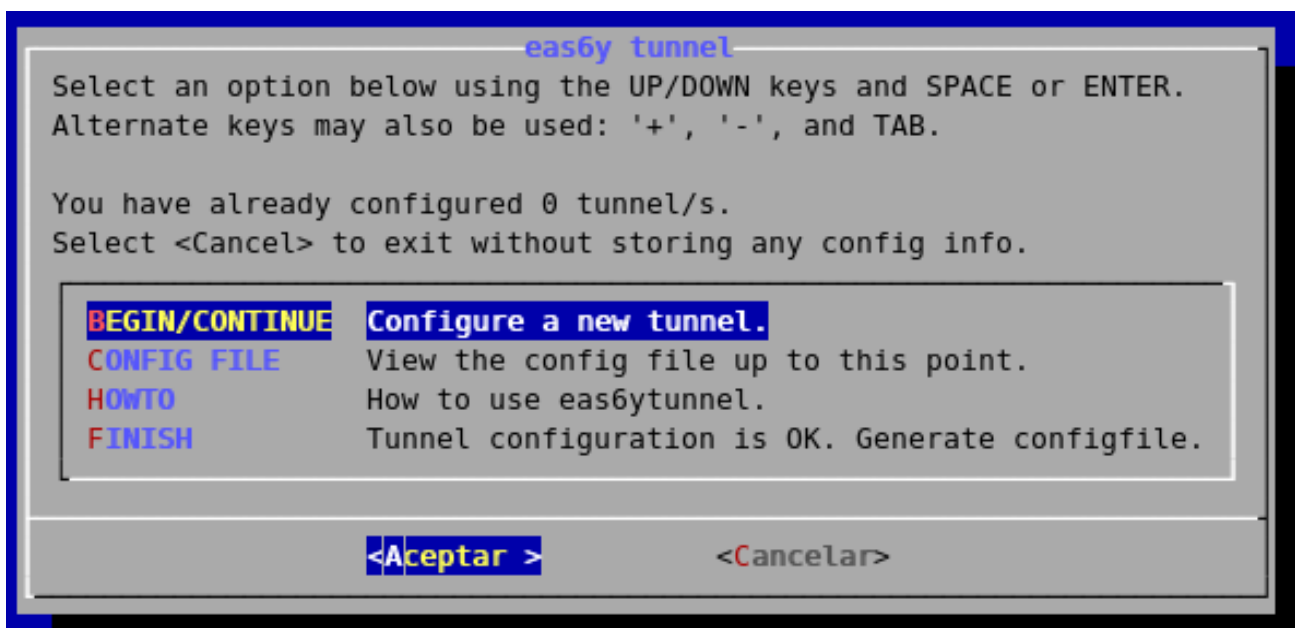 eas6y tunnel
Select an option below using the UP/DOWN keys and SPACE or ENTER.
Alternate keys may also be used: '+', '-', and TAB.
You have already configured 0 tunnel/s.
Select <Cancel> to exit without storing any config info.
BEGIN/CONTINUE Configure a new tunnel.
CONFIG FILE View the config file up to this point.
HOWTO How to use eas6ytunnel.
FINISH Tunnel configuration is OK. Generate configfile.
<Aceptar > <Cancelar>